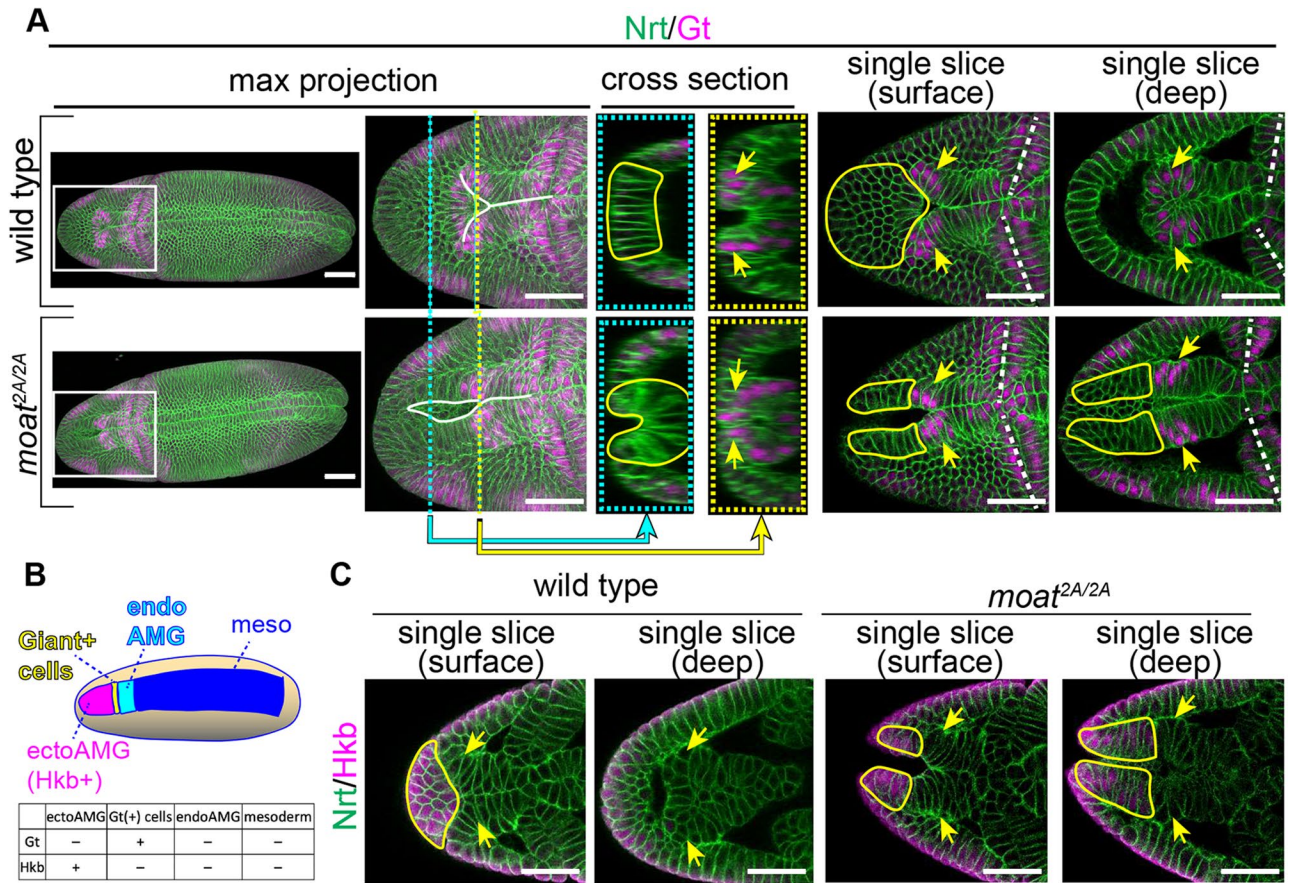 A
Nrt/Gt
max projection
cross section
single slice
(surface)
single slice
(deep)
wild type
moat2A/2A
B
endo
AMG
meso
Giant+
cells
ectoAMG
(Hkb+)
ectoAMG Gt(+) cells endoAMG mesoderm
Gt – + – –
Hkb + – – –
C
wild type
moat2A/2A
single slice
(surface)
single slice
(deep)
single slice
(surface)
single slice
(deep)
Nrt/Hkb